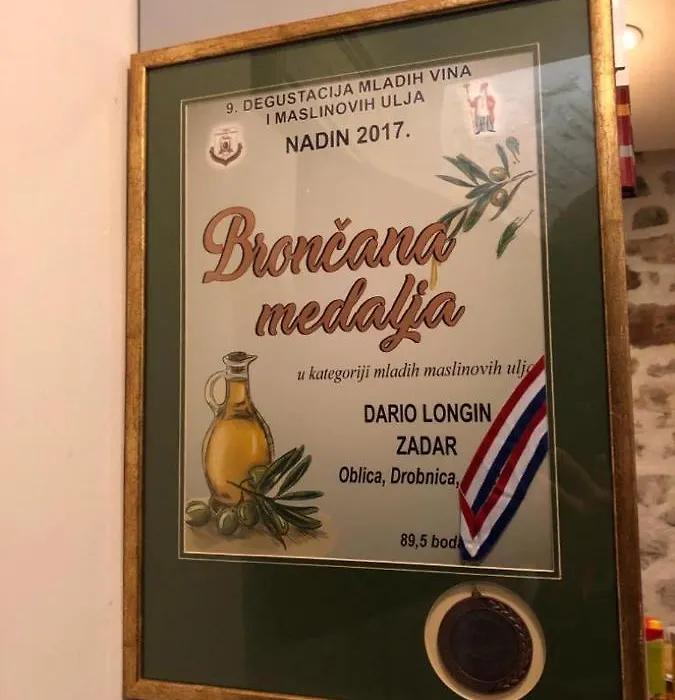 9. DEGUSTACIJA MLADIH VINA
I MASLINOVIH ULJA
NADIN 2017.
Brončana
medalja
u kategoriji mladih maslinovih ulja
DARIO LONGIN
ZADAR
Oblica, Drobnica,
89,5 boda